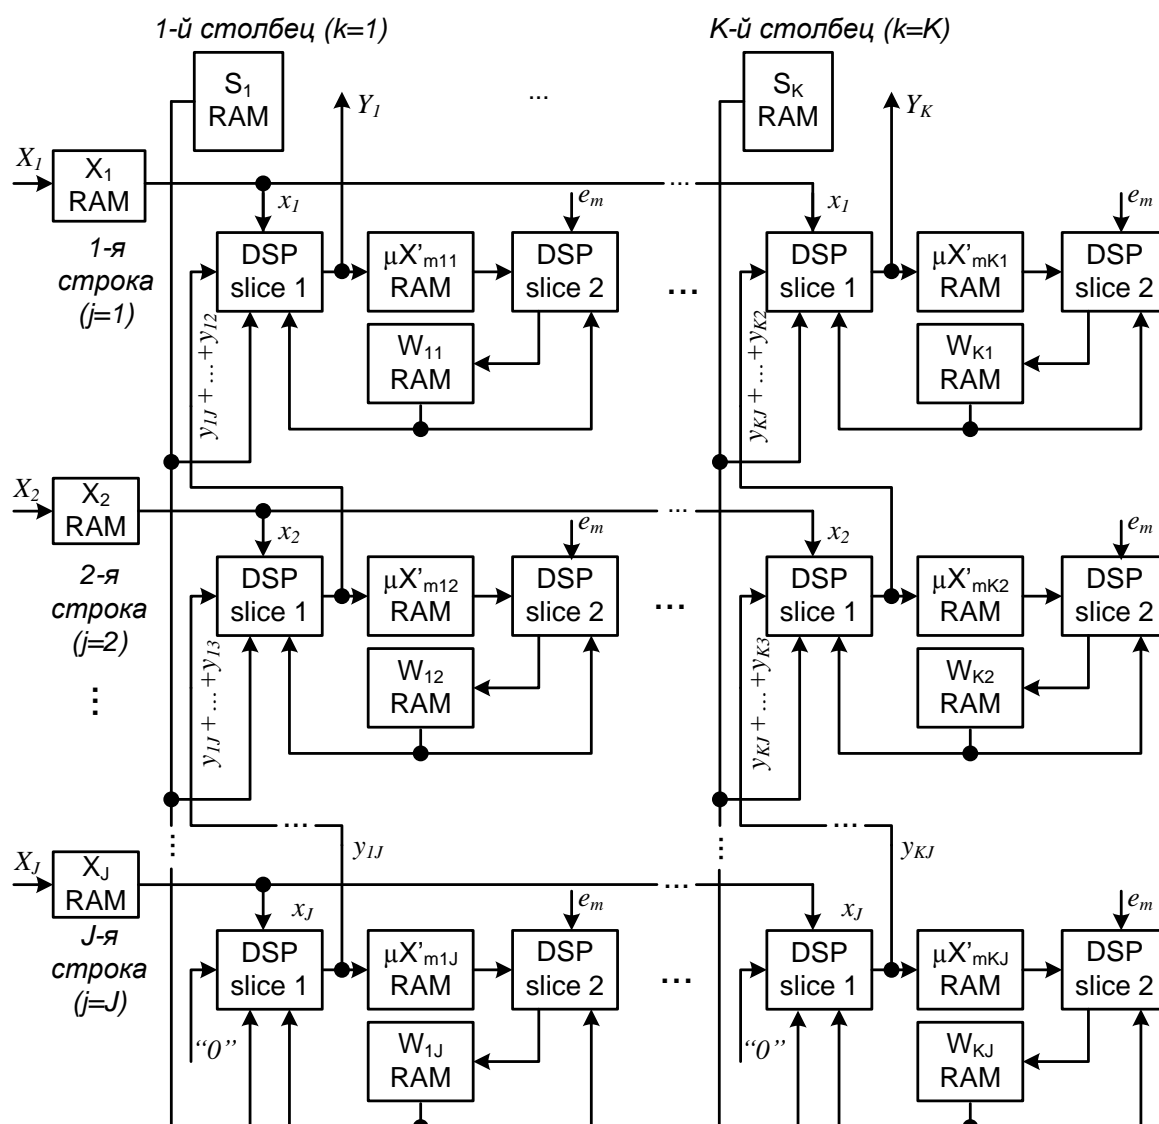 1-й столбец (k=1) K-й столбец (k=K)
S1 RAM Y1 ... SK RAM YK
X1 X1 RAM ...
x1 em x1 em
1-я строка (j=1)
DSP slice 1 μX’m11 RAM DSP slice 2 ... DSP slice 1 μX’mK1 RAM DSP slice 2
y1J+...+y12 W11 RAM yKJ+...+yK2 WK1 RAM
X2 X2 RAM ...
x2 em x2 em
2-я строка (j=2)
DSP slice 1 μX’m12 RAM DSP slice 2 ... DSP slice 1 μX’mK2 RAM DSP slice 2
y1J+...+y13 W12 RAM yKJ+...+yK3 WK2 RAM
...
... ... ... ...
y1J yKJ
XJ XJ RAM ...
xJ em xJ em
J-я строка (j=J)
DSP slice 1 μX’m1J RAM DSP slice 2 ... DSP slice 1 μX’mKJ RAM DSP slice 2
“0” W1J RAM “0” WKJ RAM